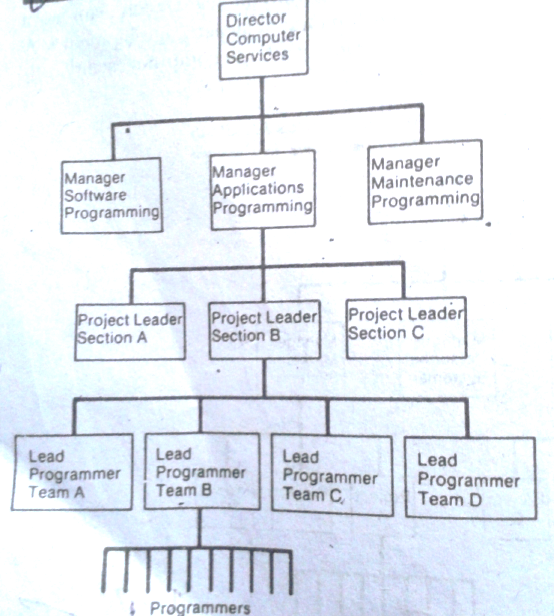 Director
Computer
Services
Manager
Software
Programming
Manager
Applications
Programming
Manager
Maintenance
Programming
Project Leader
Section A
Project Leader
Section B
Project Leader
Section C
Lead
Programmer
Team A
Lead
Programmer
Team B
Lead
Programmer
Team C
Lead
Programmer
Team D
Programmers